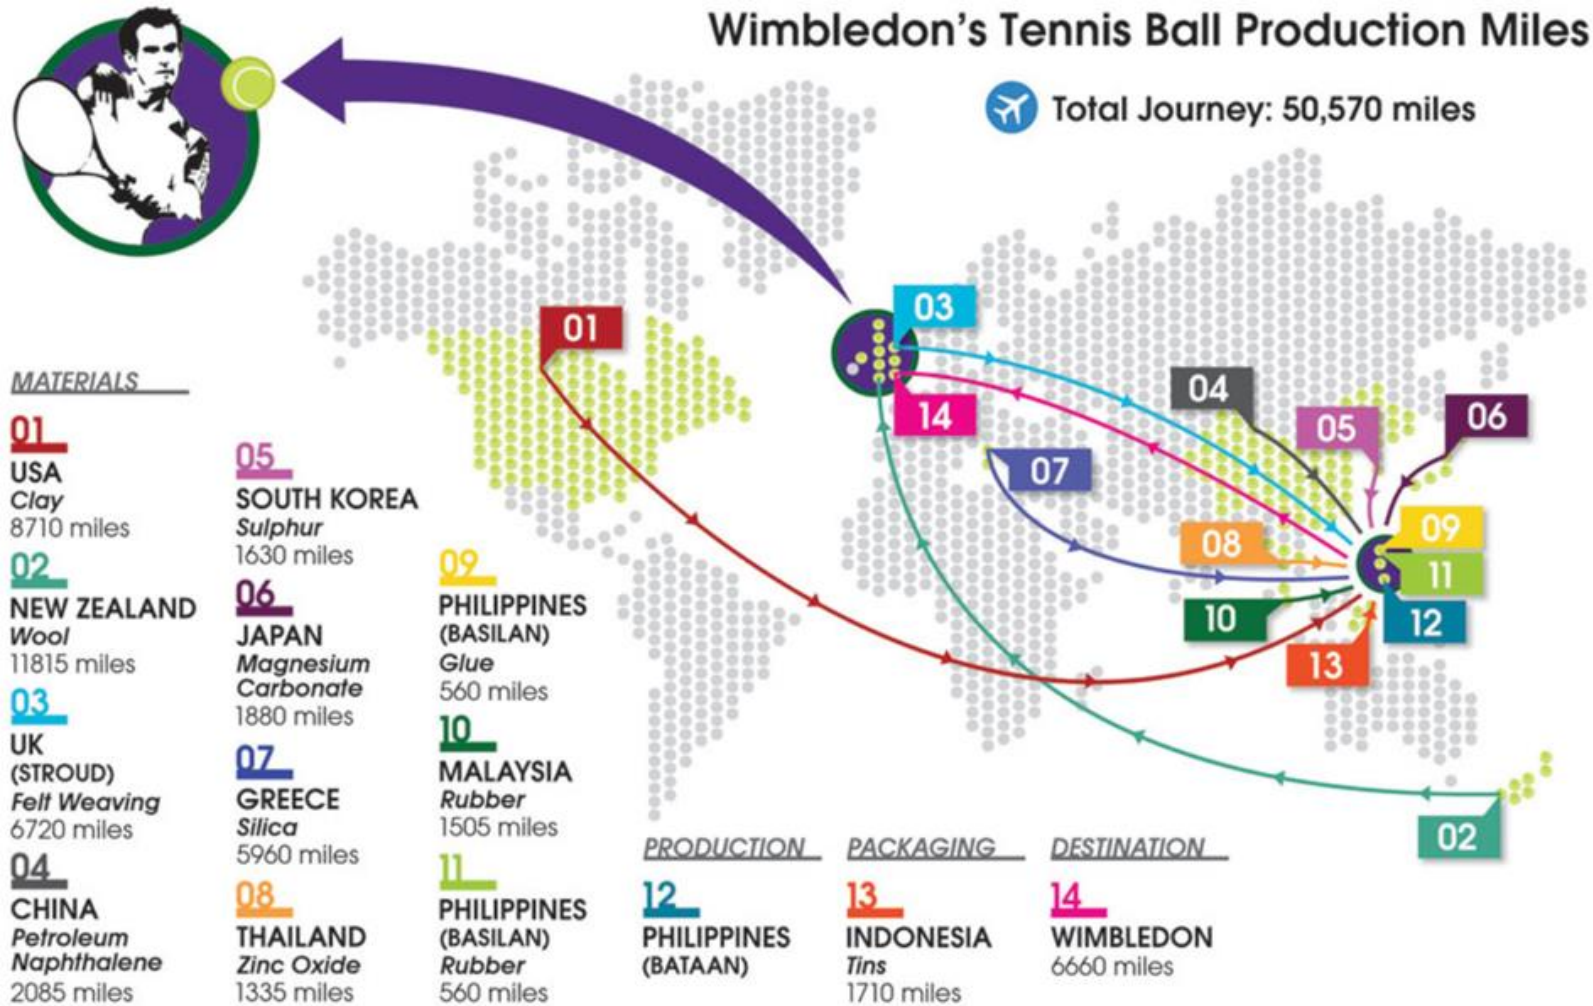 Wimbledon's Tennis Ball Production Miles
Total Journey: 50,570 miles
01
03
14
04
05
06
07
08
09
10
11
12
13
02
MATERIALS
01
USA
Clay
8710 miles
02
NEW ZEALAND
Wool
11815 miles
03
UK
(STROUD)
Felt Weaving
6720 miles
04
CHINA
Petroleum
Naphthalene
2085 miles
05
SOUTH KOREA
Sulphur
1630 miles
06
JAPAN
Magnesium
Carbonate
1880 miles
07
GREECE
Silica
5960 miles
08
THAILAND
Zinc Oxide
1335 miles
09
PHILIPPINES
(BASILAN)
Glue
560 miles
10
MALAYSIA
Rubber
1505 miles
11
PHILIPPINES
(BASILAN)
Rubber
560 miles
PRODUCTION
12
PHILIPPINES
(BATAAN)
PACKAGING
13
INDONESIA
Tins
1710 miles
DESTINATION
14
WIMBLEDON
6660 miles